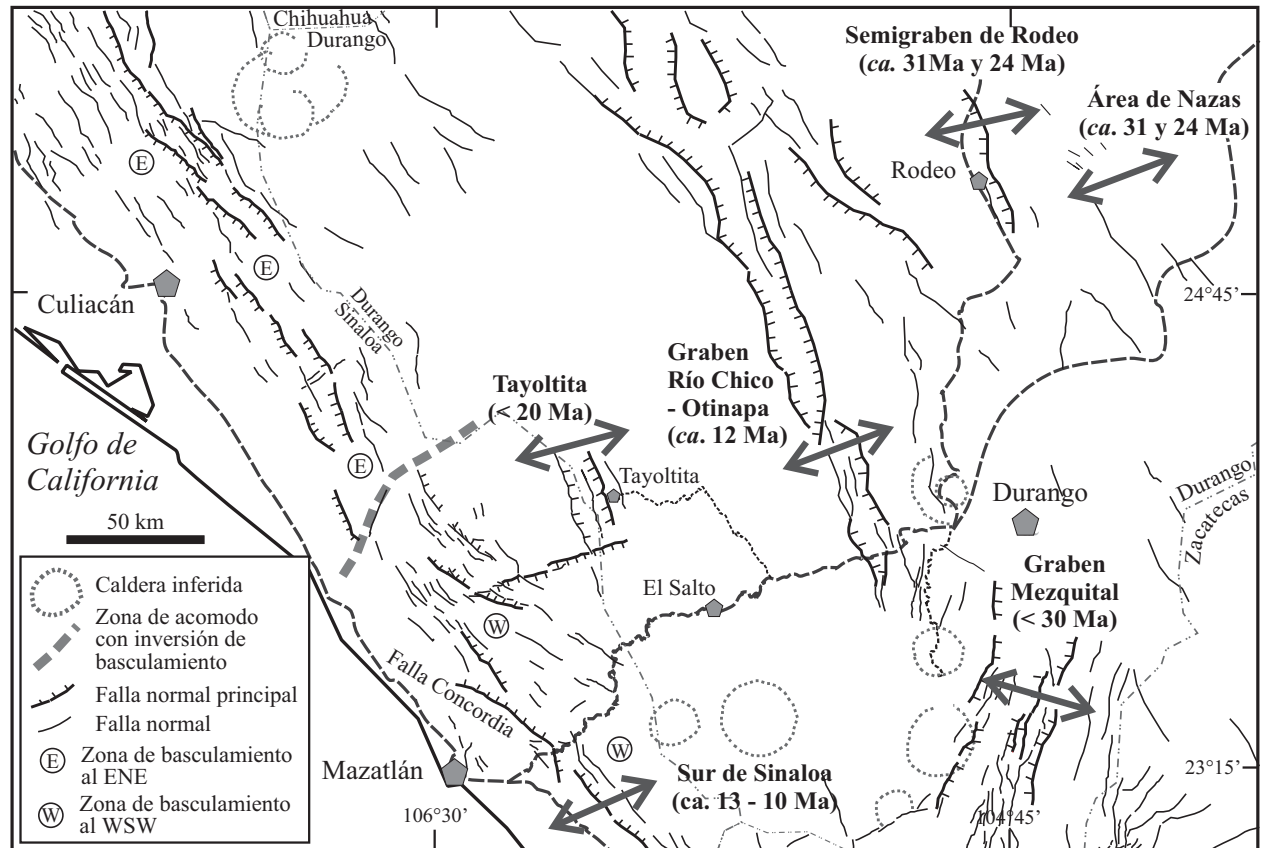 Chihuahua
Durango
Semigraben de Rodeo
(ca. 31Ma y 24 Ma)
Área de Nazas
(ca. 31 y 24 Ma)
Rodeo
E
E
Culiacán
24°45’
Durango
Sinaloa
Graben
Río Chico
- Otinapa
(ca. 12 Ma)
Tayoltita
(< 20 Ma)
Golfo de
California
E
Tayoltita
Durango
Durango
Zacatecas
50 km
Graben
Mezquital
(< 30 Ma)
El Salto
W
Falla Concordia
W
Mazatlán
Sur de Sinaloa
(ca. 13 - 10 Ma)
23°15’
106°30’
104°45’
Caldera inferida
Zona de acomodo
con inversión de
basculamiento
Falla normal principal
Falla normal
E Zona de basculamiento
al ENE
W Zona de basculamiento
al WSW